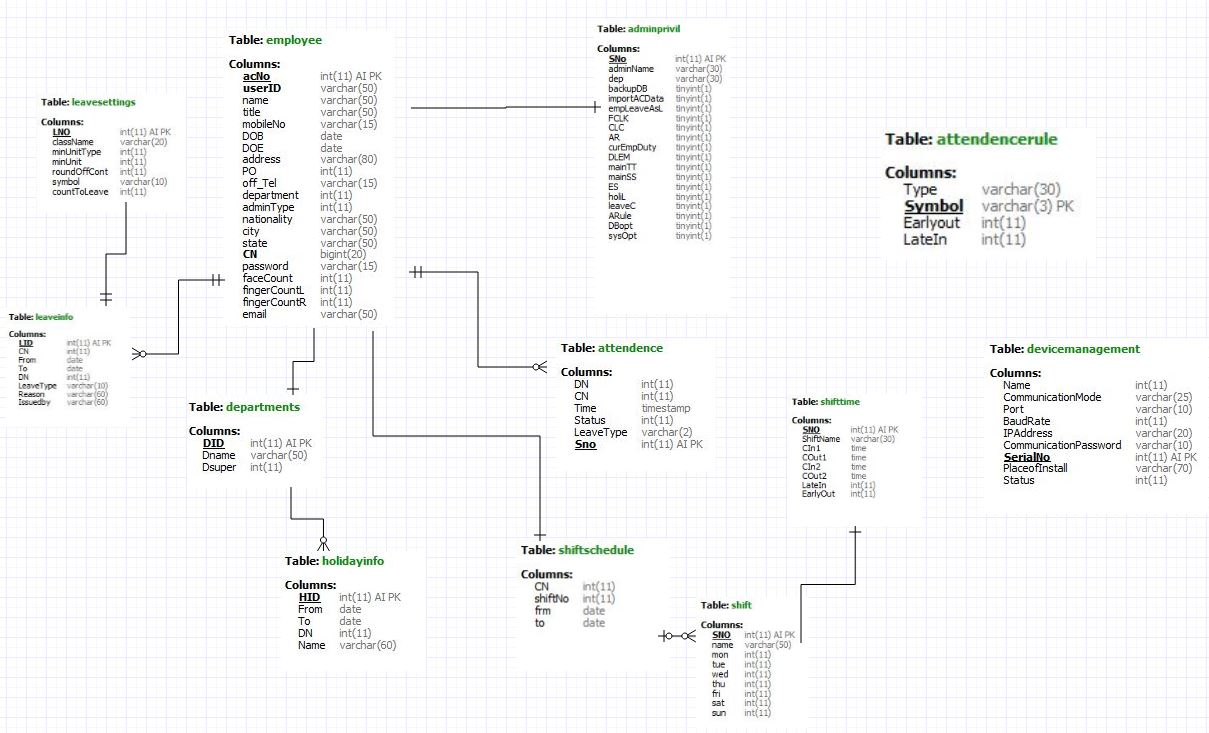 Table: employee
Columns:
acNo int(11) AI PK
userID varchar(50)
name varchar(50)
title varchar(50)
mobileNo varchar(15)
DOB date
DOE date
address varchar(80)
PO int(11)
off_Tel varchar(15)
department int(11)
adminType int(11)
nationality varchar(50)
city varchar(50)
state varchar(50)
CN bigint(20)
password varchar(15)
faceCount int(11)
fingerCountL int(11)
fingerCountR int(11)
email varchar(50)
Table: adminprivil
Columns:
SNo int(11) AI PK
adminName varchar(30)
dep varchar(30)
backupDB tinyint(1)
importACData tinyint(1)
empLeaveAsL tinyint(1)
FCLK tinyint(1)
CLC tinyint(1)
AR tinyint(1)
curEmpDuty tinyint(1)
DLEM tinyint(1)
mainTT tinyint(1)
mainSS tinyint(1)
ES tinyint(1)
holiL tinyint(1)
leaveC tinyint(1)
ARule tinyint(1)
DBopt tinyint(1)
sysOpt tinyint(1)
Table: leavesettings
Columns:
LNO int(11) AI PK
className varchar(20)
minUnitType int(11)
minUnit int(11)
roundOffCont int(11)
symbol varchar(10)
countToLeave int(11)
Table: attendencerule
Columns:
Type varchar(30)
Symbol varchar(3) PK
Earlyout int(11)
LateIn int(11)
Table: leaveinfo
Columns:
LID int(11) AI PK
CN int(11)
From date
To date
DN int(11)
LeaveType varchar(10)
Reason varchar(60)
Issuedby varchar(60)
Table: attendence
Columns:
DN int(11)
CN int(11)
Time timestamp
Status int(11)
LeaveType varchar(2)
Sno int(11) AI PK
Table: devicemanagement
Columns:
Name int(11)
CommunicationMode varchar(25)
Port varchar(10)
BaudRate int(11)
IPAddress varchar(20)
CommunicationPassword varchar(10)
SerialNo int(11) AI PK
PlaceofInstall varchar(70)
Status int(11)
Table: departments
Columns:
DID int(11) AI PK
Dname varchar(50)
Dsuper int(11)
Table: shifttime
Columns:
SNO int(11) AI PK
ShiftName varchar(30)
CIn1 time
COut1 time
CIn2 time
COut2 time
LateIn int(11)
EarlyOut int(11)
Table: holidayinfo
Columns:
HID int(11) AI PK
From date
To date
DN int(11)
Name varchar(60)
Table: shiftschedule
Columns:
CN int(11)
shiftNo int(11)
frm date
to date
Table: shift
Columns:
SNO int(11) AI PK
name varchar(50)
mon int(11)
tue int(11)
wed int(11)
thu int(11)
fri int(11)
sat int(11)
sun int(11)